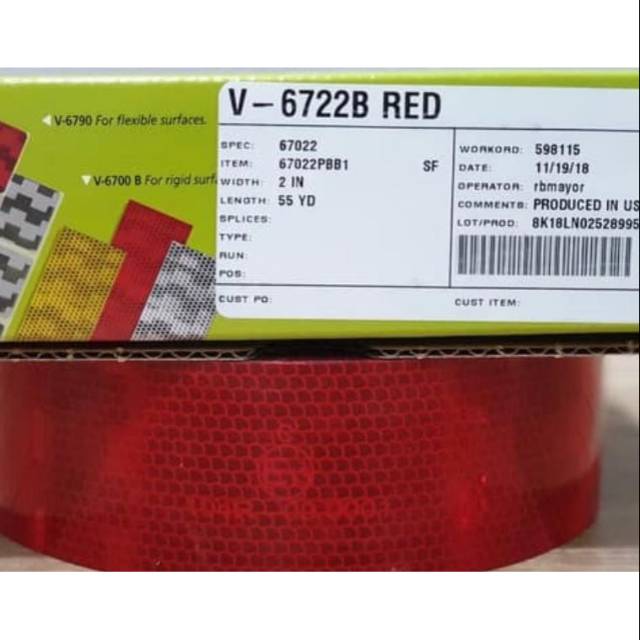 V-6790 For flexible surfaces.
V-6700 B For rigid surf
V-6722B RED
SPEC: 67022
ITEM: 67022PBB1 SF
WIDTH: 2 IN
LENGTH: 55 YD
SPLICES:
TYPE:
RUN:
POS:
CUST PO:
WORKORD: 598115
DATE: 11/19/18
OPERATOR: rbmayor
COMMENTS: PRODUCED IN US
LOT/PROD: 8K18LN02528995
CUST ITEM: